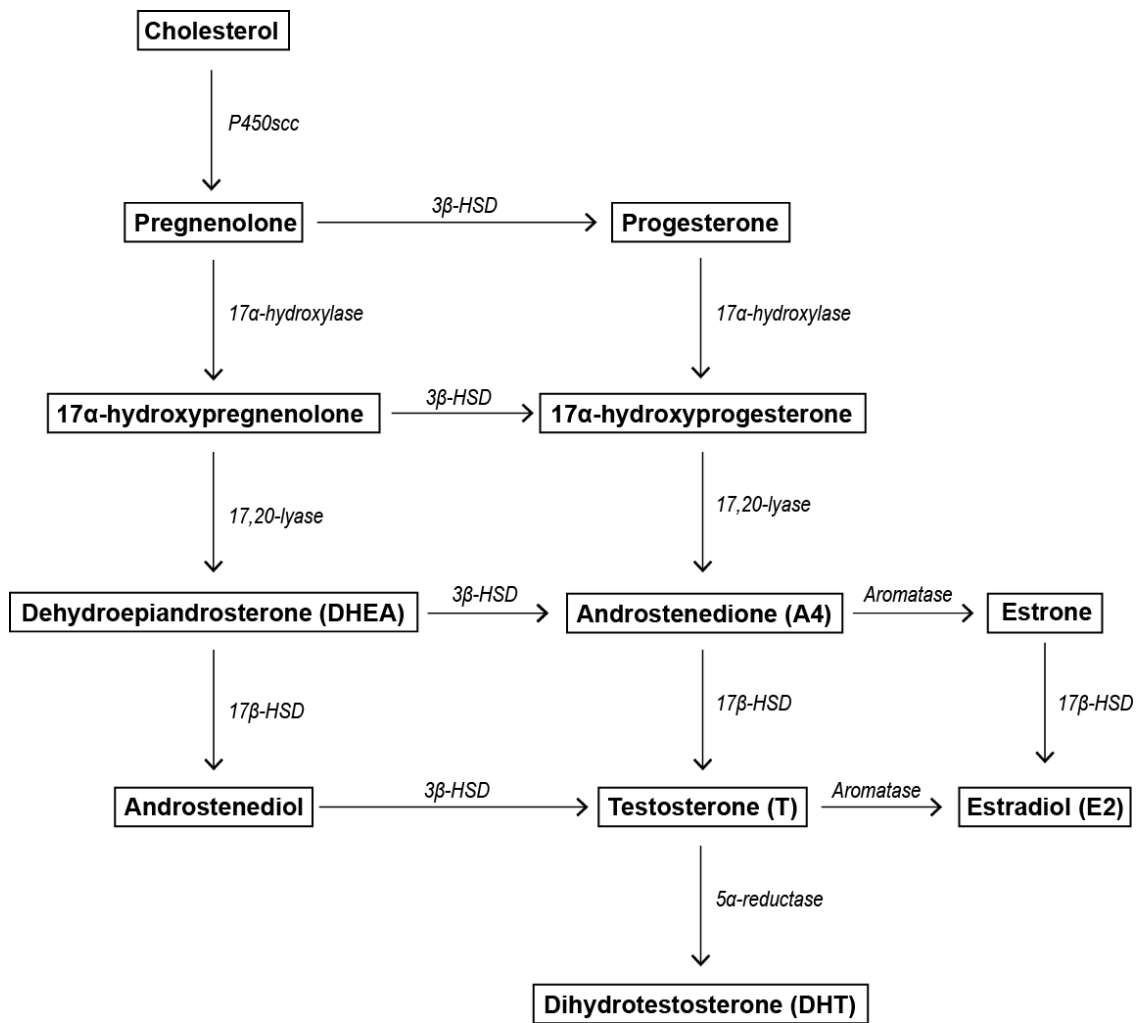 Cholesterol
P450scc
Pregnenolone
3β-HSD
Progesterone
17α-hydroxylase
17α-hydroxylase
17α-hydroxypregnenolone
3β-HSD
17α-hydroxyprogesterone
17,20-lyase
17,20-lyase
Dehydroepiandrosterone (DHEA)
3β-HSD
Androstenedione (A4)
Aromatase
Estrone
17β-HSD
17β-HSD
17β-HSD
Androstenediol
3β-HSD
Testosterone (T)
Aromatase
Estradiol (E2)
5α-reductase
Dihydrotestosterone (DHT)